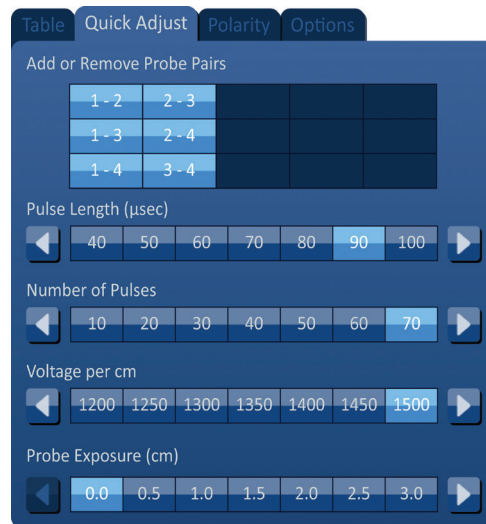 Table Quick Adjust Polarity Options
Add or Remove Probe Pairs
1 - 2 2 - 3
1 - 3 2 - 4
1 - 4 3 - 4
Pulse Length (µsec)
40 50 60 70 80 90 100
Number of Pulses
10 20 30 40 50 60 70
Voltage per cm
1200 1250 1300 1350 1400 1450 1500
Probe Exposure (cm)
0.0 0.5 1.0 1.5 2.0 2.5 3.0